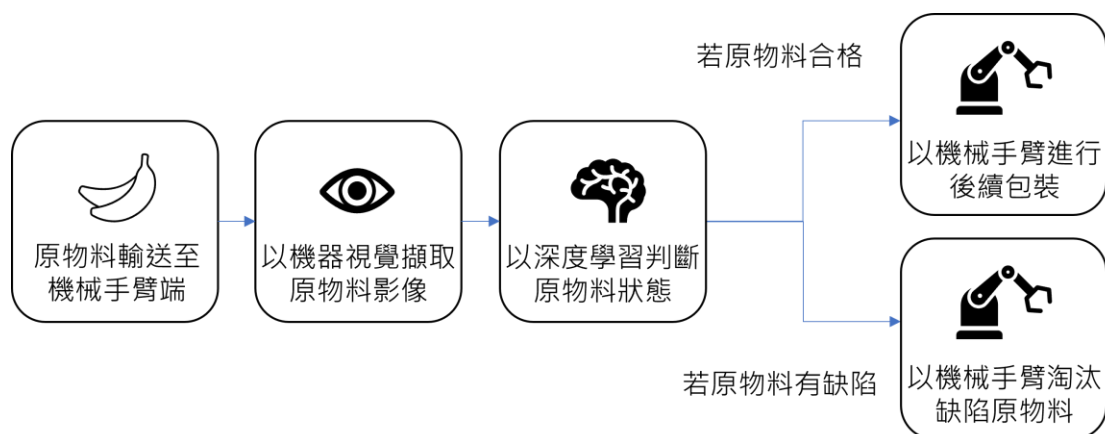 原物料輸送至
機械手臂端
以機器視覺擷取
原物料影像
以深度學習判斷
原物料狀態
若原物料合格
以機械手臂進行
後續包裝
若原物料有缺陷
以機械手臂淘汰
缺陷原物料